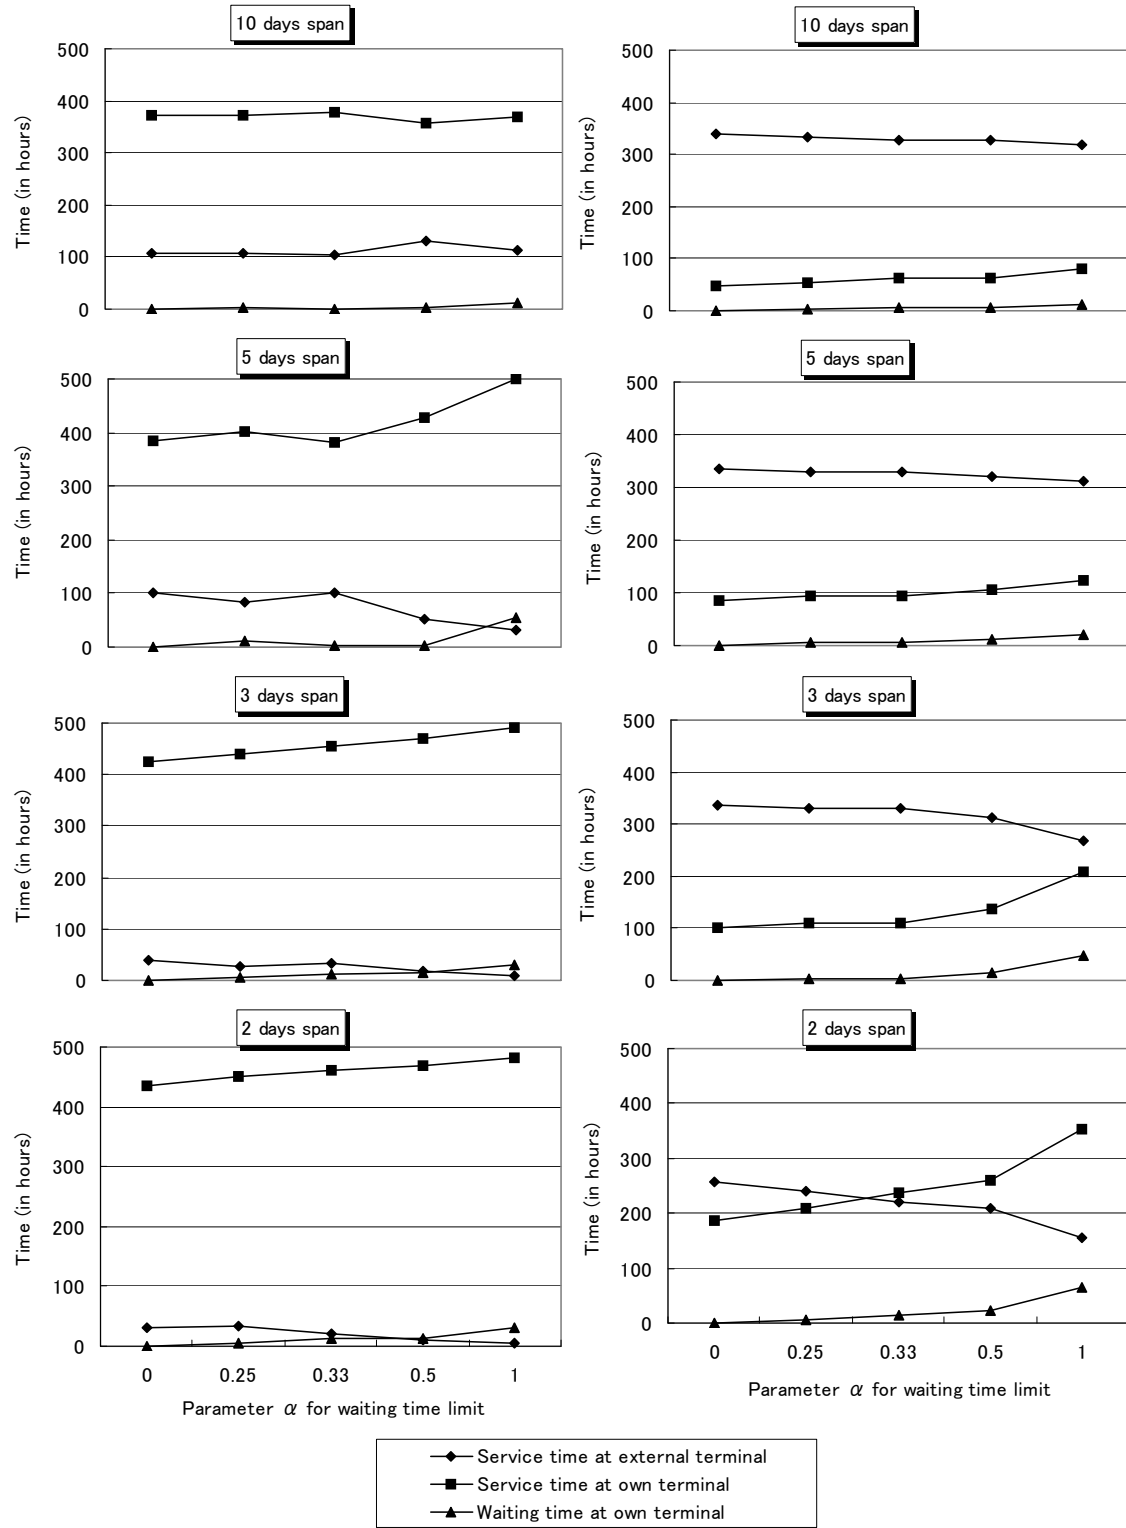 10 days span
500
400
300
200
100
0
Time (in hours)
10 days span
500
400
300
200
100
0
Time (in hours)
5 days span
500
400
300
200
100
0
Time (in hours)
5 days span
500
400
300
200
100
0
Time (in hours)
3 days span
500
400
300
200
100
0
Time (in hours)
3 days span
500
400
300
200
100
0
Time (in hours)
2 days span
500
400
300
200
100
0
Time (in hours)
0 0.25 0.33 0.5 1
Parameter α for waiting time limit
2 days span
500
400
300
200
100
0
Time (in hours)
0 0.25 0.33 0.5 1
Parameter α for waiting time limit
Service time at external terminal
Service time at own terminal
Waiting time at own terminal